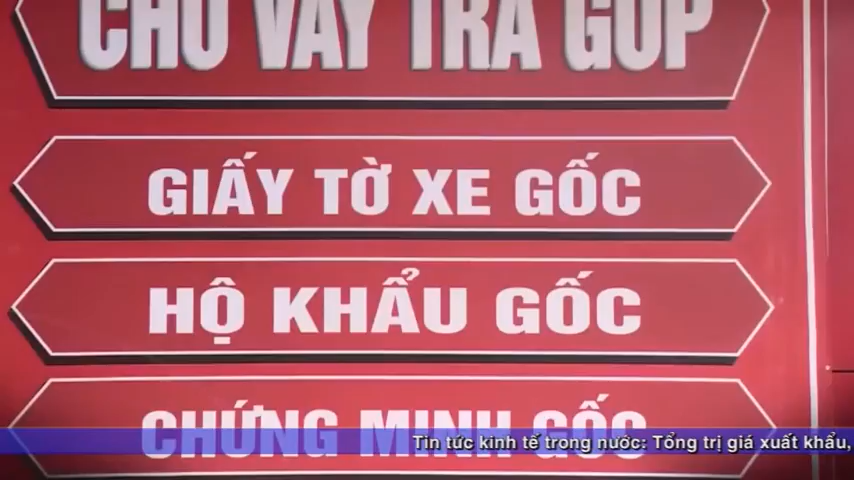 CHO VAY TRẢ GÓP
GIẤY TỜ XE GỐC
HỘ KHẨU GỐC
CHỨNG MINH GỐC
Tin tức kinh tế trong nước: Tổng trị giá xuất khẩu,